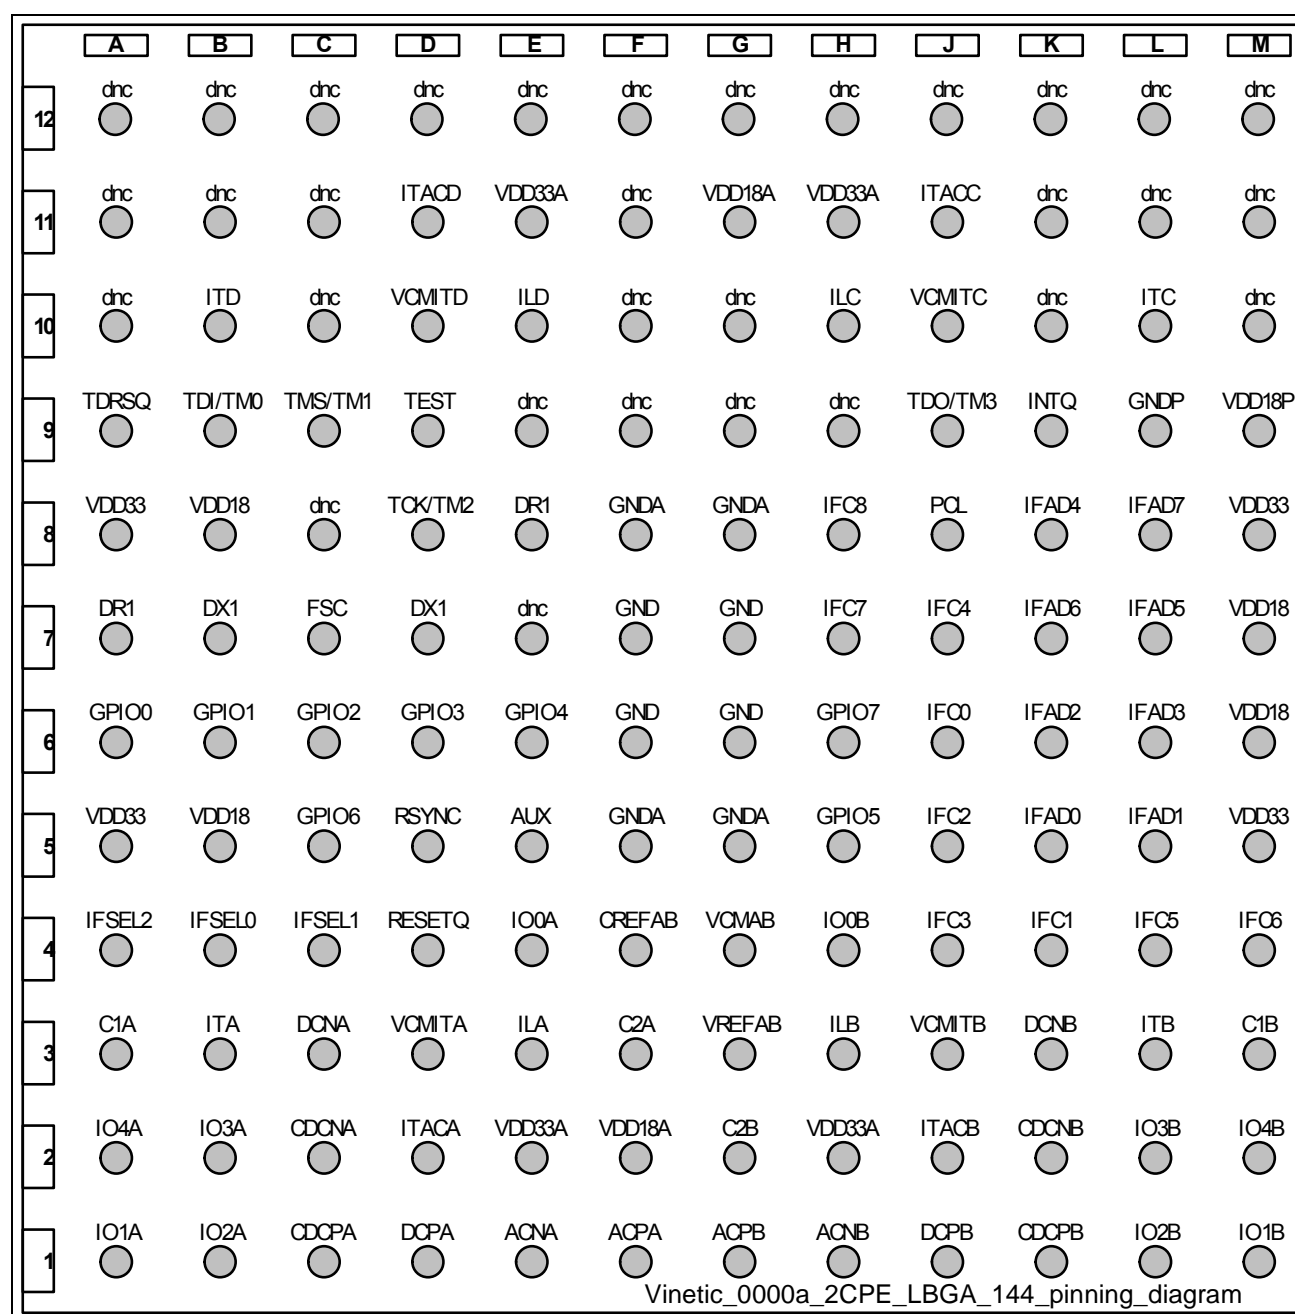 A B C D E F G H J K L M
dnc dnc dnc dnc dnc dnc dnc dnc dnc dnc dnc dnc
12
dnc dnc dnc ITACD VDD33A dnc VDD18A VDD33A ITACC dnc dnc dnc
11
dnc ITD dnc VCMITD ILD dnc dnc ILC VCMITC dnc ITC dnc
10
TDRSQ TDI/TM0 TMS/TM1 TEST dnc dnc dnc dnc TDO/TM3 INTQ GNDP VDD18P
9
VDD33 VDD18 dnc TCK/TM2 DR1 GNDA GNDA IFC8 PCL IFAD4 IFAD7 VDD33
8
DR1 DX1 FSC DX1 dnc GND GND IFC7 IFC4 IFAD6 IFAD5 VDD18
7
GPIO0 GPIO1 GPIO2 GPIO3 GPIO4 GND GND GPIO7 IFC0 IFAD2 IFAD3 VDD18
6
VDD33 VDD18 GPIO6 RSYNC AUX GNDA GNDA GPIO5 IFC2 IFAD0 IFAD1 VDD33
5
IFSEL2 IFSEL0 IFSEL1 RESETQ IO0A CREFAB VCMAB IO0B IFC3 IFC1 IFC5 IFC6
4
C1A ITA DCNA VCMITA ILA C2A VREFAB ILB VCMITB DCNB ITB C1B
3
IO4A IO3A CDCNA ITACA VDD33A VDD18A C2B VDD33A ITACB CDCNB IO3B IO4B
2
IO1A IO2A CDCPA DCPA ACNA ACPA ACPB ACNB DCPB CDCPB IO2B IO1B
1
Vinetic_0000a_2CPE_LBGA_144_pinning_diagram